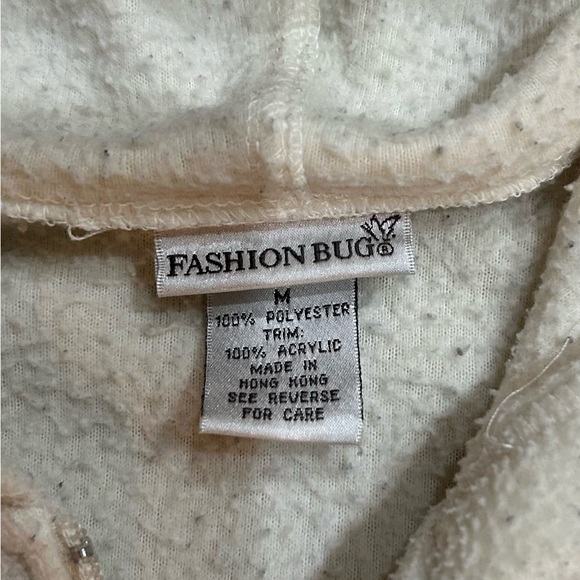 FASHION BUG®
M
100% POLYESTER
TRIM:
100% ACRYLIC
MADE IN
HONG KONG
SEE REVERSE
FOR CARE